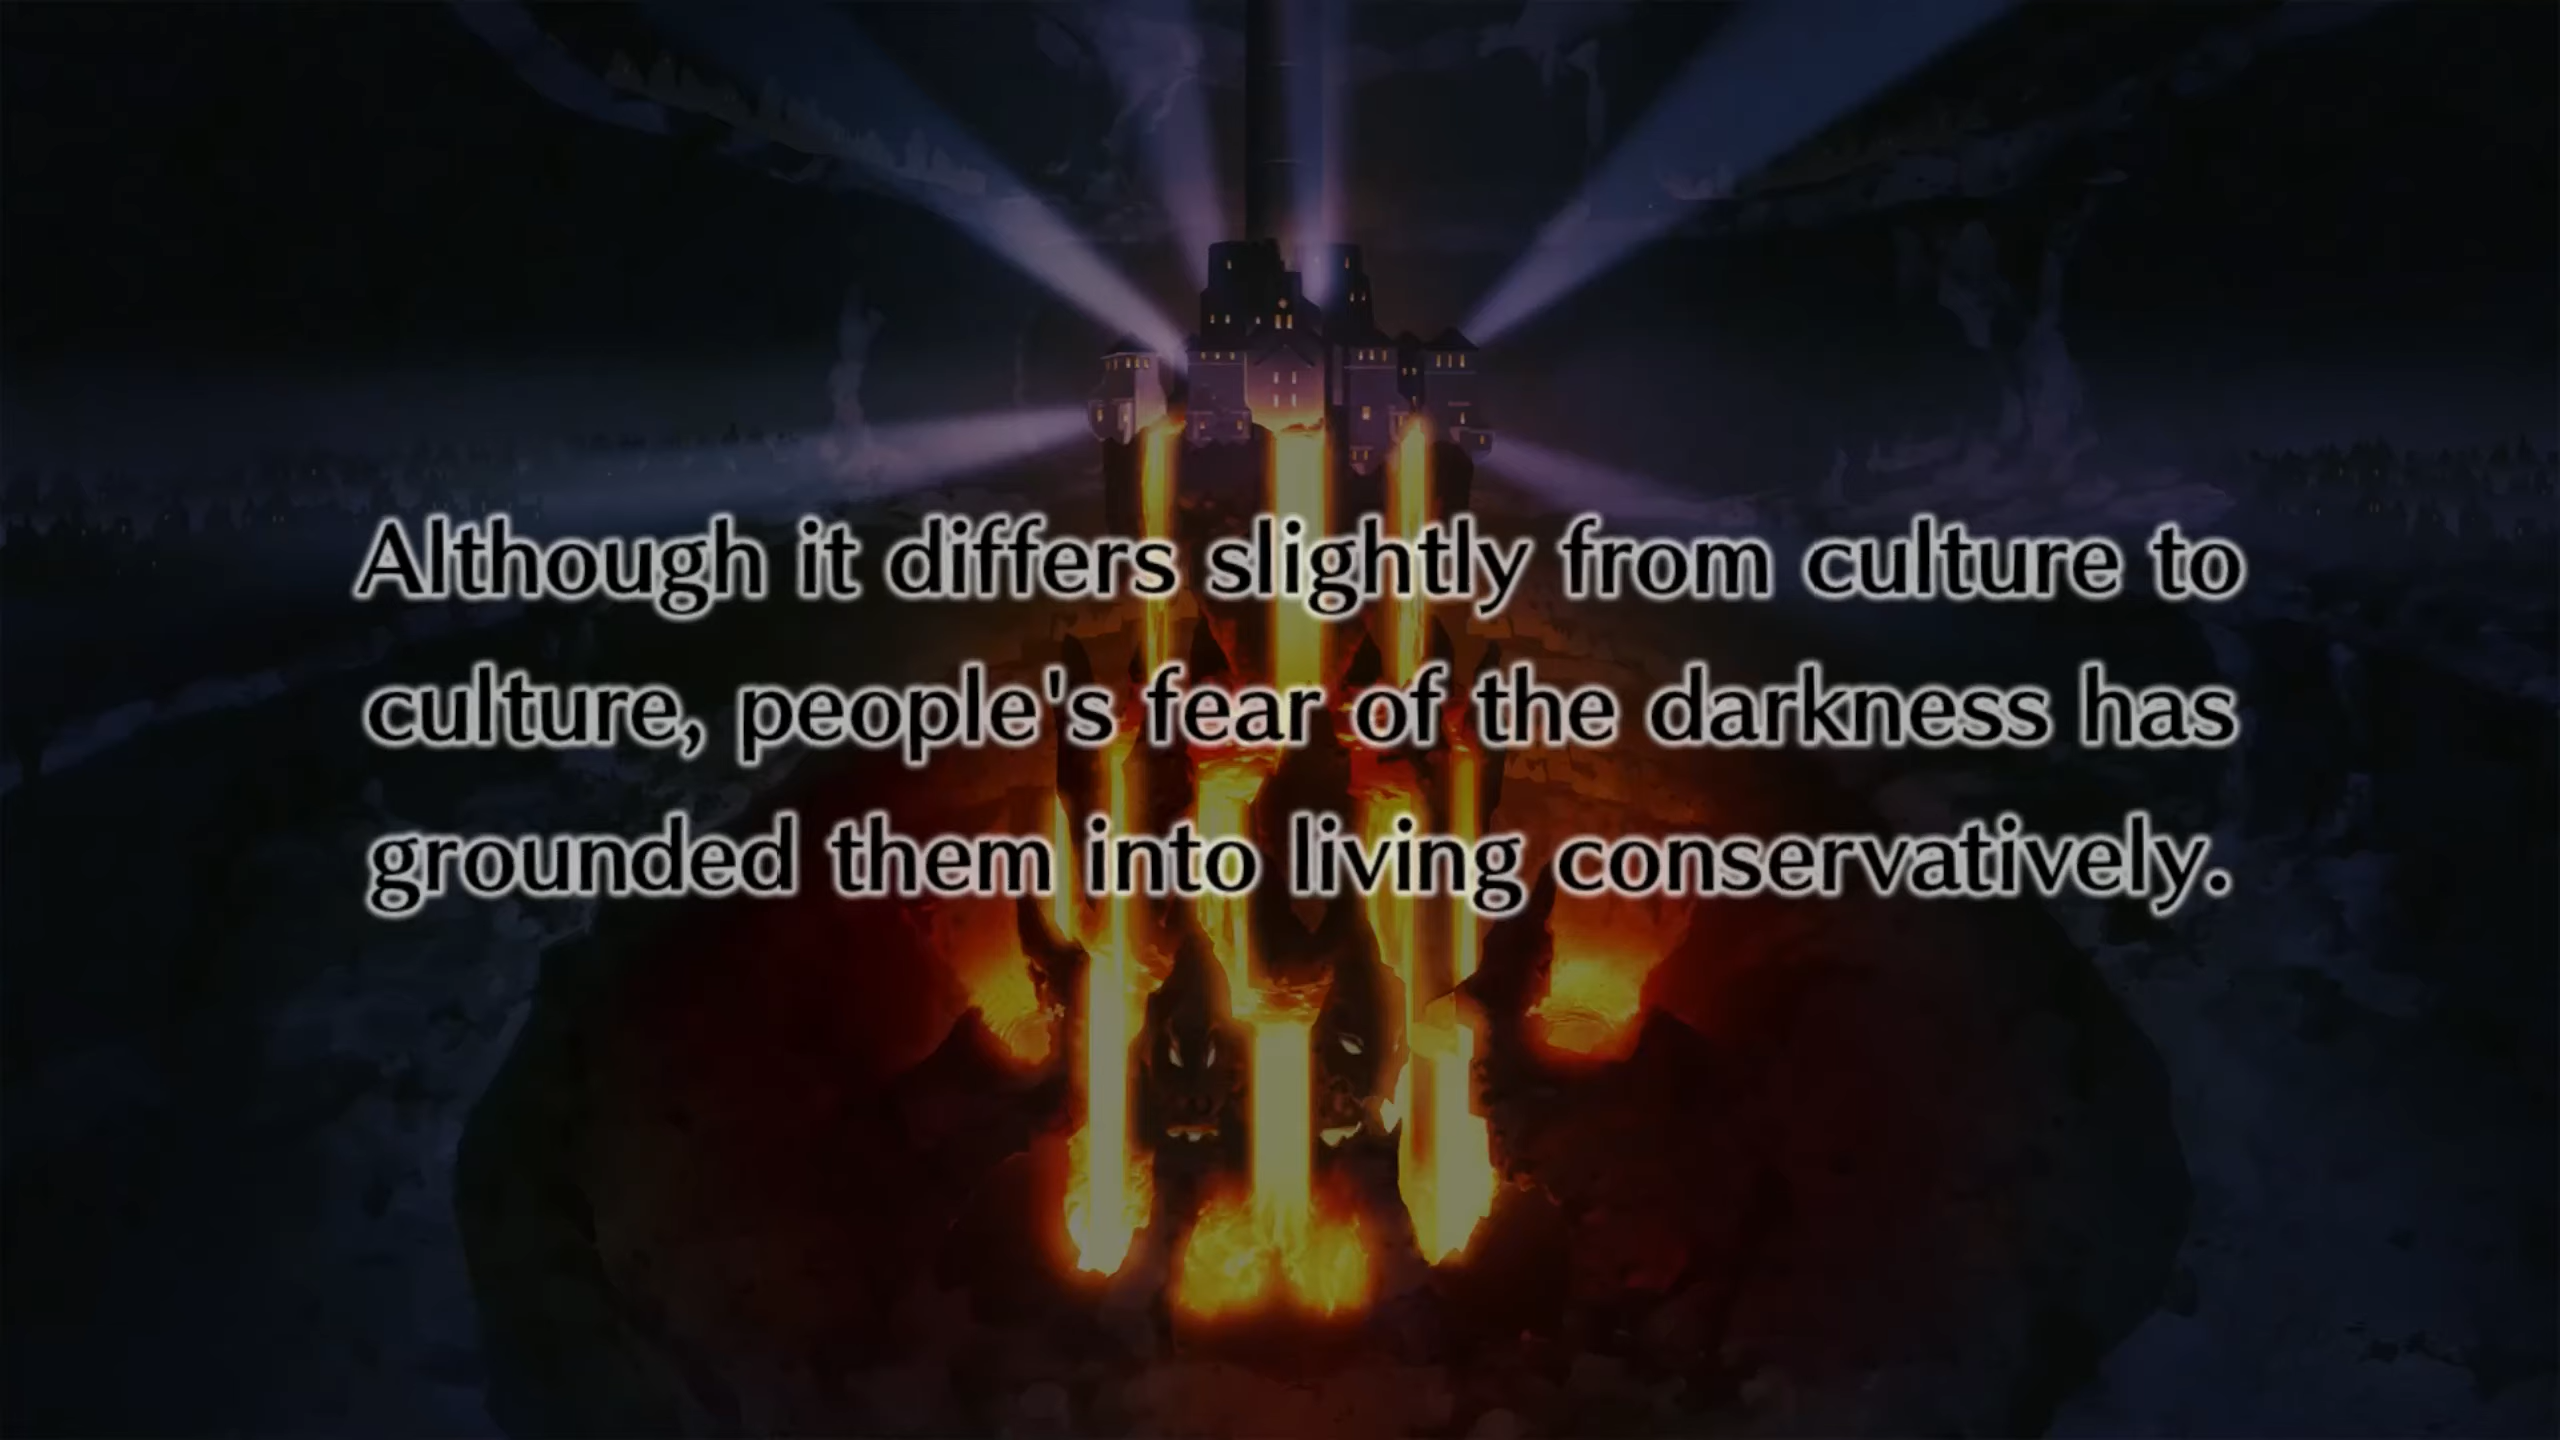 Although it differs slightly from culture to
culture, people's fear of the darkness has
grounded them into living conservatively.